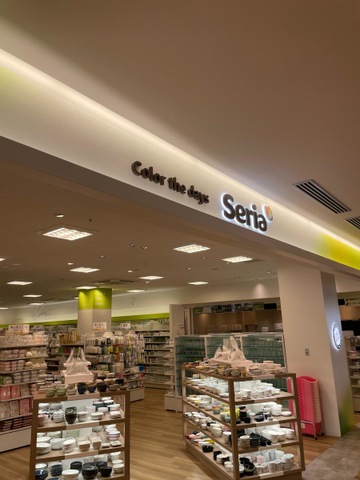 Color the days
Seria